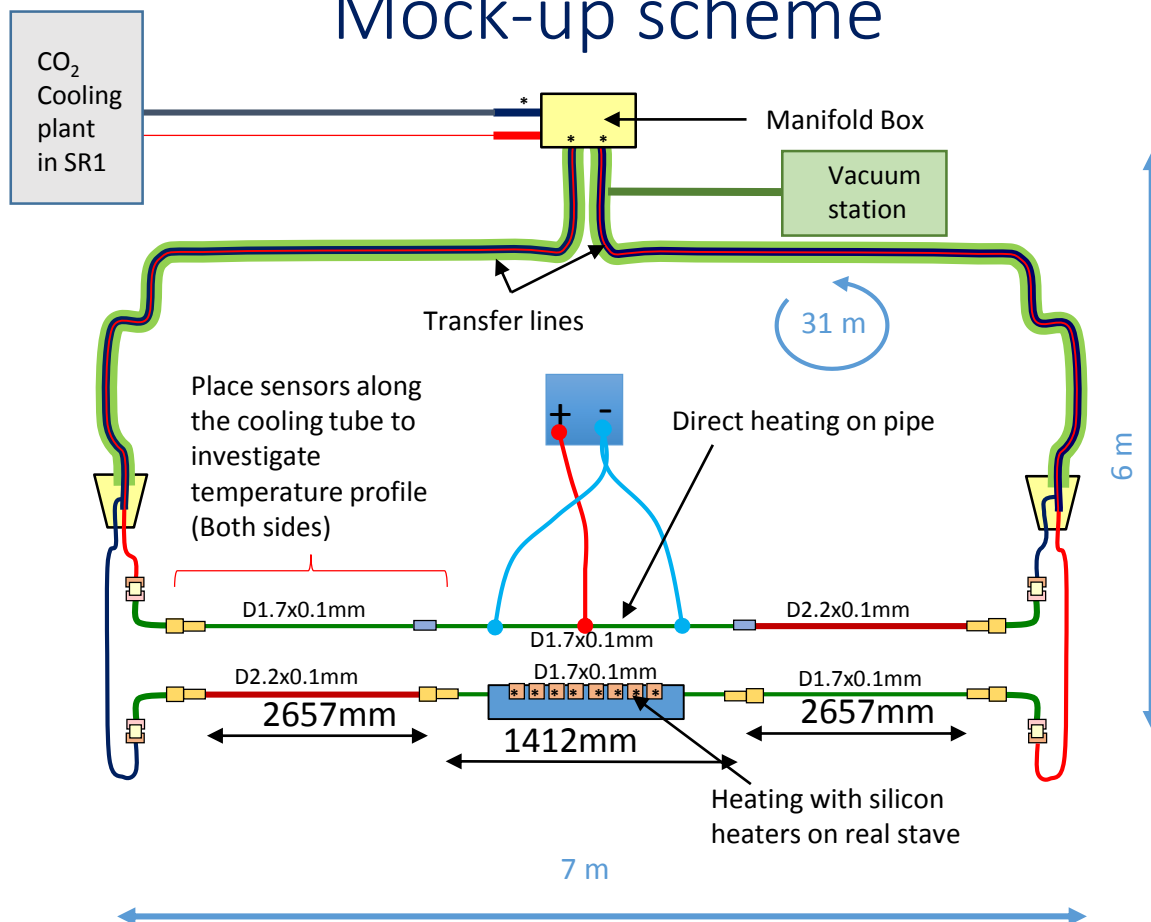 Mock-up scheme
CO₂
Cooling
plant
in SR1
*
* *
Manifold Box
Vacuum
station
Transfer lines
31 m
Place sensors along
the cooling tube to
investigate
temperature profile
(Both sides)
+ -
Direct heating on pipe
6 m
D1.7x0.1mm
D2.2x0.1mm
D1.7x0.1mm
D1.7x0.1mm
D2.2x0.1mm
D1.7x0.1mm
* * * * * * * *
2657mm
2657mm
1412mm
Heating with silicon
heaters on real stave
7 m